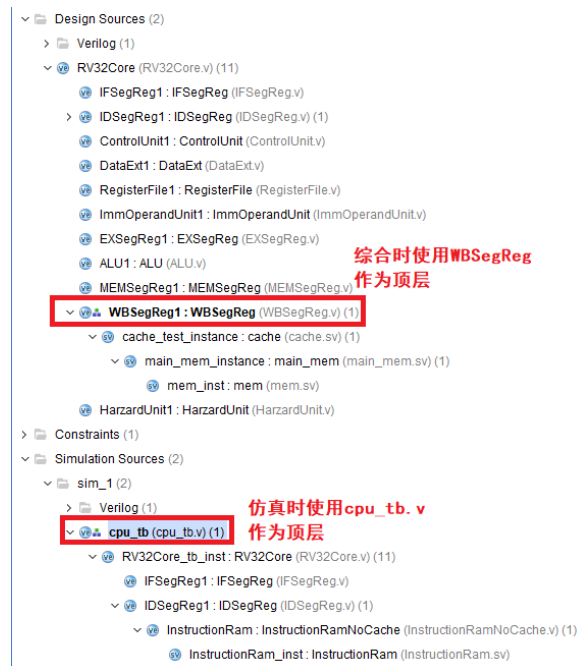 Design Sources (2)
Verilog (1)
RV32Core (RV32Core.v) (11)
IFSegReg1 : IFSegReg (IFSegReg.v)
IDSegReg1 : IDSegReg (IDSegReg.v) (1)
ControlUnit1 : ControlUnit (ControlUnit.v)
DataExt1 : DataExt (DataExt.v)
RegisterFile1 : RegisterFile (RegisterFile.v)
ImmOperandUnit1 : ImmOperandUnit (ImmOperandUnit.v)
EXSegReg1 : EXSegReg (EXSegReg.v)
ALU1 : ALU (ALU.v)
MEMSegReg1 : MEMSegReg (MEMSegReg.v)
综合时使用WBSegReg
作为顶层
WBSegReg1 : WBSegReg (WBSegReg.v) (1)
cache_test_instance : cache (cache.sv) (1)
main_mem_instance : main_mem (main_mem.sv) (1)
mem_inst : mem (mem.sv)
HarzardUnit1 : HarzardUnit (HarzardUnit.v)
Constraints (1)
Simulation Sources (2)
sim_1 (2)
Verilog (1)
仿真时使用cpu_tb.v
作为顶层
cpu_tb (cpu_tb.v) (1)
RV32Core_tb_inst : RV32Core (RV32Core.v) (11)
IFSegReg1 : IFSegReg (IFSegReg.v)
IDSegReg1 : IDSegReg (IDSegReg.v) (1)
InstructionRam : InstructionRamNoCache (InstructionRamNoCache.v) (1)
InstructionRam_inst : InstructionRam (InstructionRam.sv)